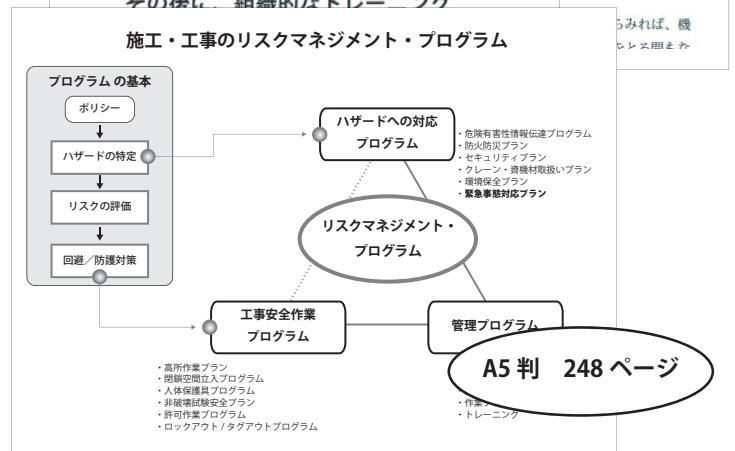 その後に、組織的なトレーニング
らみれば、機
施工・工事のリスクマネジメント・プログラム
プログラム の基本
ポリシー
ハザードの特定
リスクの評価
回避／防護対策
ハザードへの対応
プログラム
・危険有害性情報伝達プログラム
・防火防災プラン
・セキュリティプラン
・クレーン・資機材取扱いプラン
・環境保全プラン
・緊急事態対応プラン
リスクマネジメント・
プログラム
工事安全作業
プログラム
・高所作業プラン
・閉鎖空間立入プログラム
・人体保護具プログラム
・非破壊試験安全プラン
・許可作業プログラム
・ロックアウト / タグアウトプログラム
管理プログラム
A5 判　248 ページ
・作業
・トレーニング